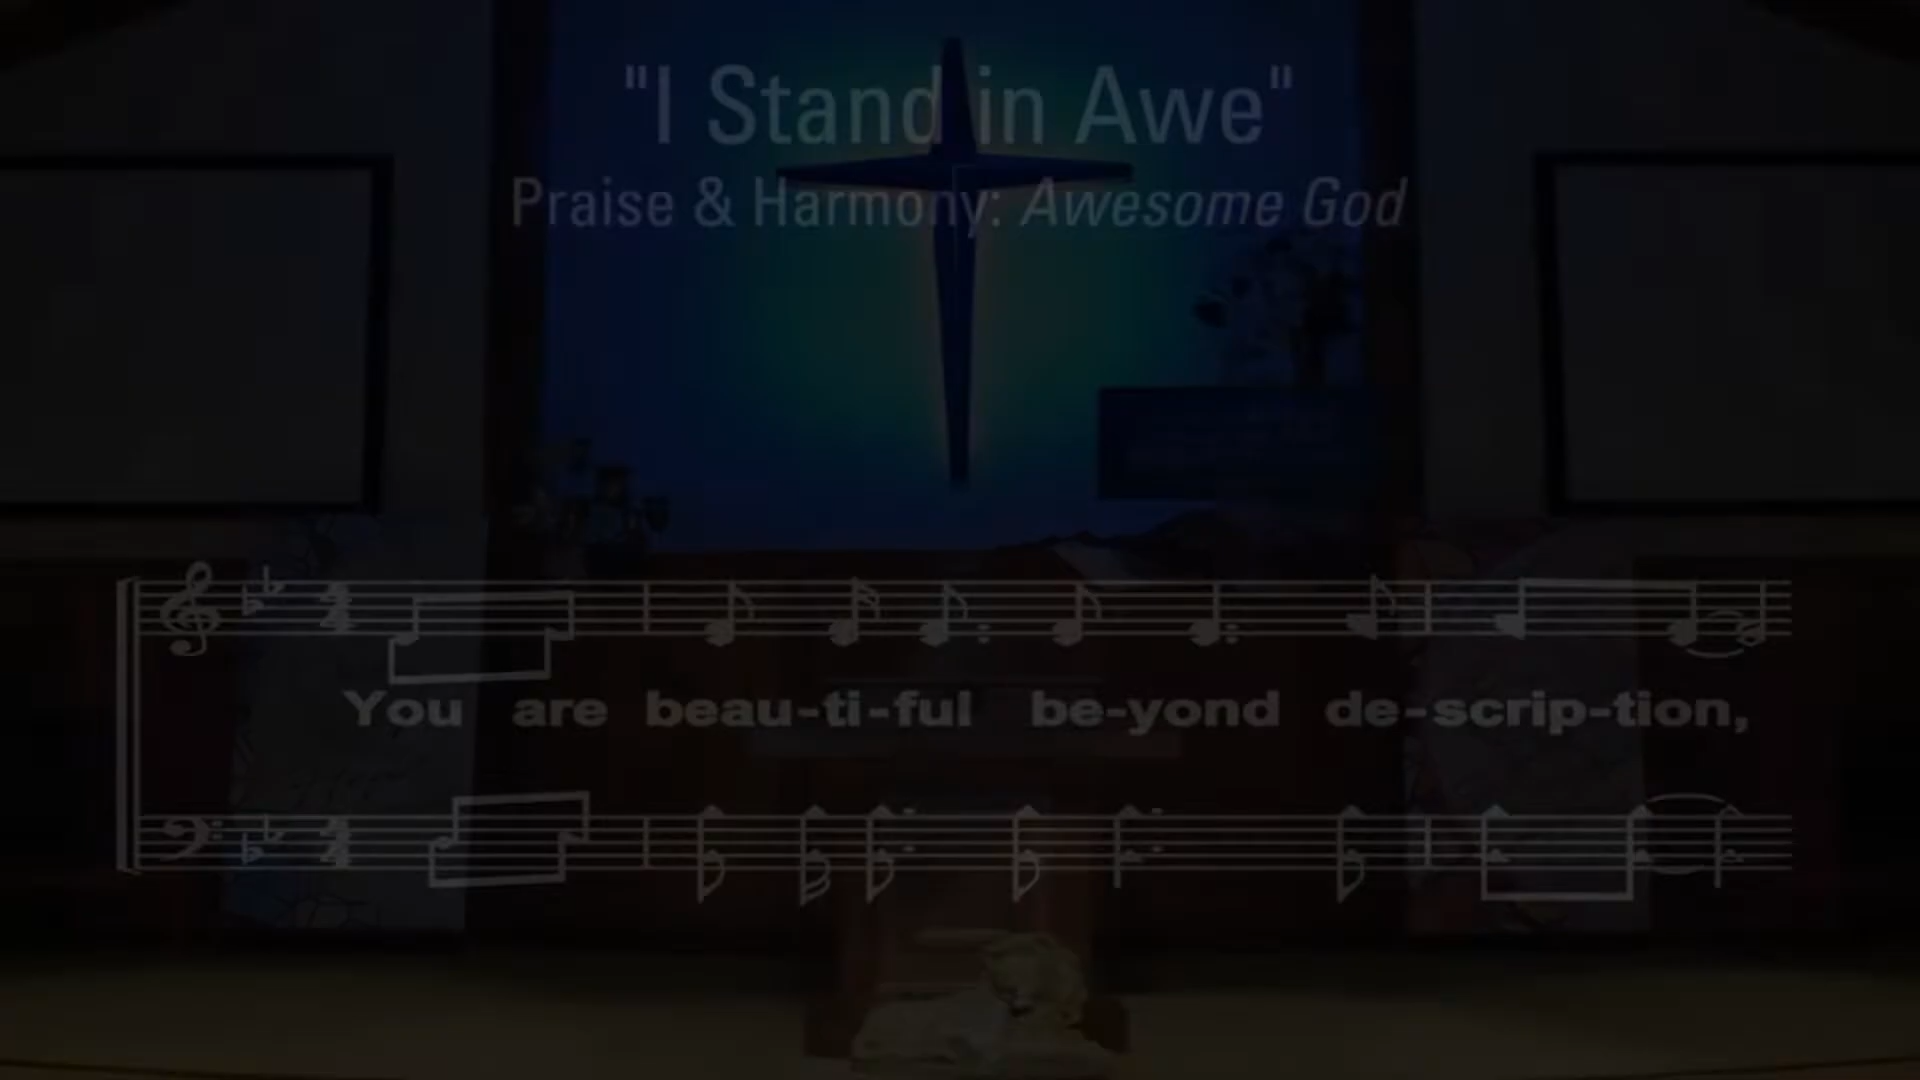 "I Stand in Awe"
Praise & Harmony: Awesome God
You are beau-ti-ful be-yond de-scrip-tion,